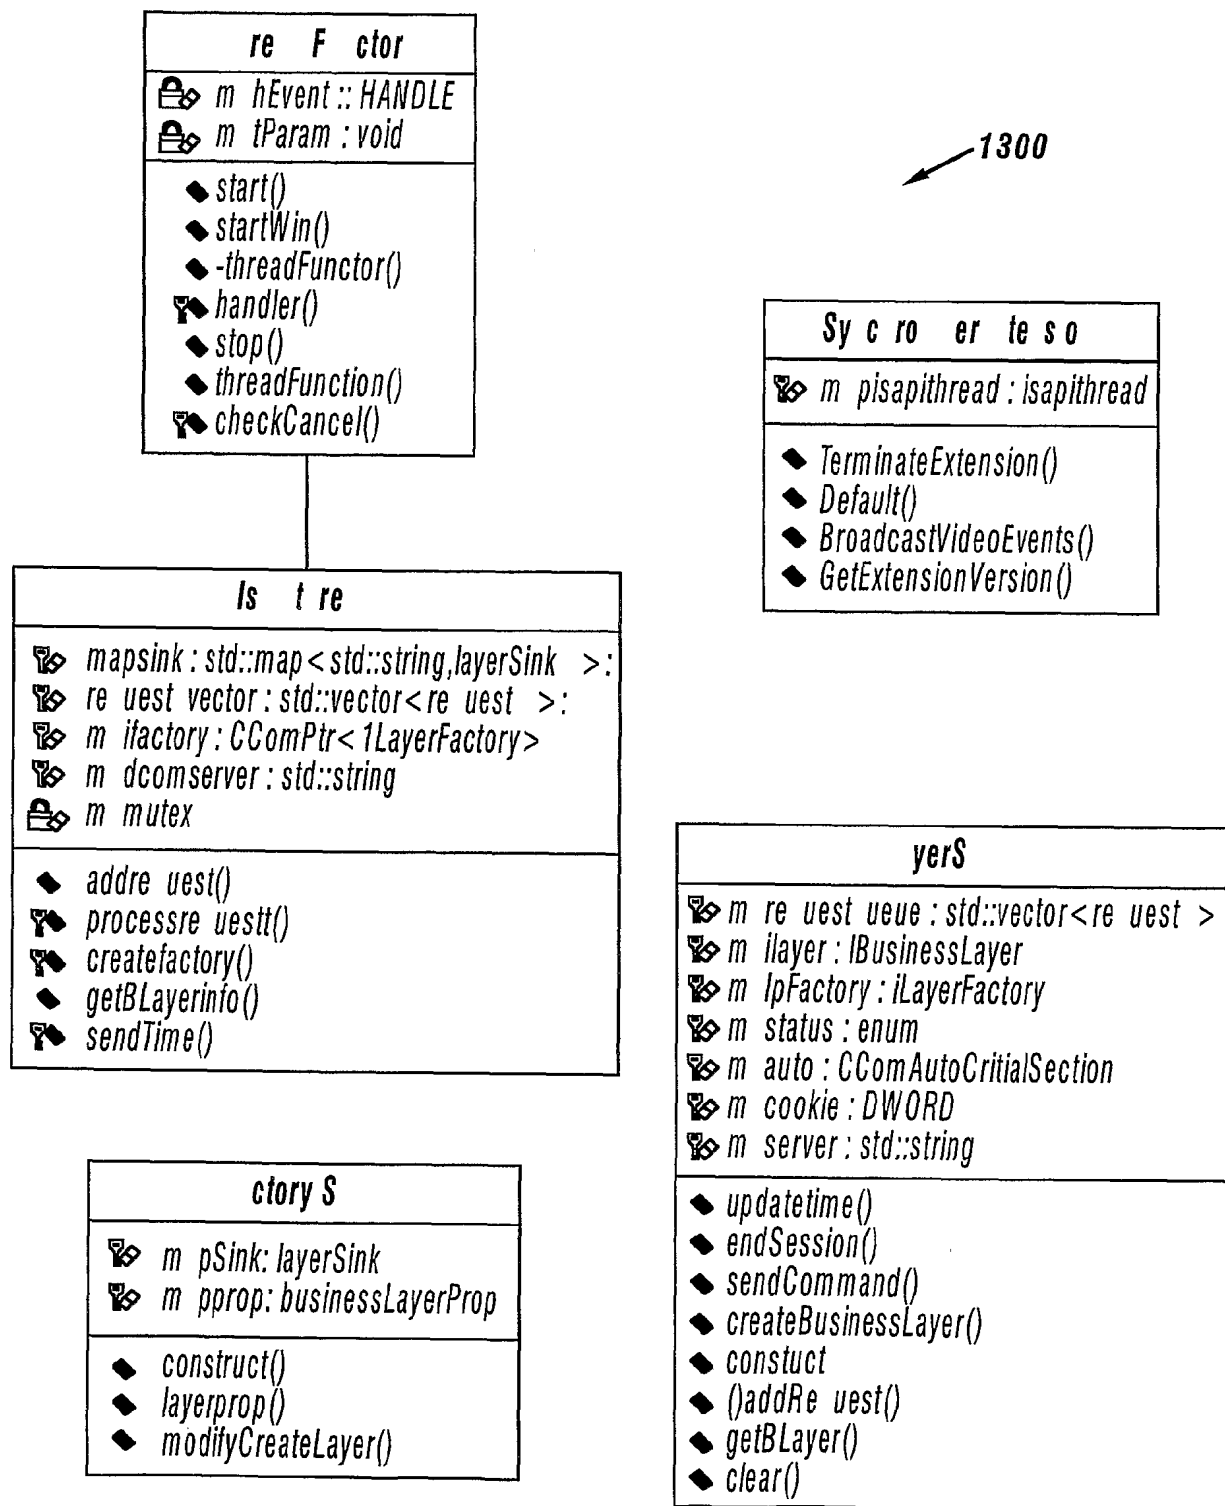 re F ctor
m hEvent :: HANDLE
m tParam : void
start()
startWin()
-threadFunctor()
handler()
stop()
threadFunction()
checkCancel()
1300
Sy c ro er te s o
m pisapithread : isapithread
TerminateExtension()
Default()
BroadcastVideoEvents()
GetExtensionVersion()
Is t re
mapsink : std::map<std::string,layerSink >:
re uest vector : std::vector<re uest >:
m ifactory : CComPtr<1LayerFactory>
m dcomserver : std::string
m mutex
addre uest()
processre uestt()
createfactory()
getBLayerinfo()
sendTime()
yerS
m re uest ueue : std::vector<re uest >
m ilayer : IBusinessLayer
m IpFactory : iLayerFactory
m status : enum
m auto : CComAutoCritialSection
m cookie : DWORD
m server : std::string
updatetime()
endSession()
sendCommand()
createBusinessLayer()
constuct
()addRe uest()
getBLayer()
clear()
ctory S
m pSink: layerSink
m pprop: businessLayerProp
construct()
layerprop()
modifyCreateLayer()